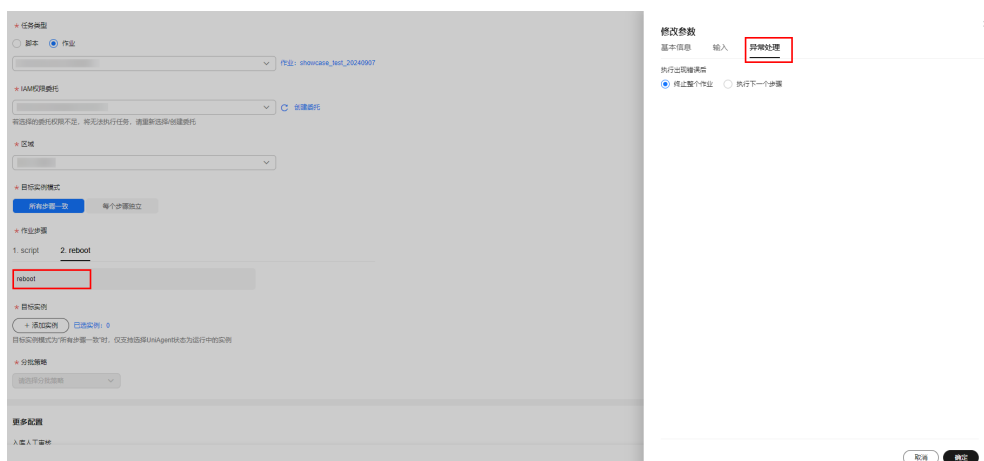 * 任务类型
脚本 作业
作业：showcase_test_20240907
* IAM权限委托
创建委托
若选择的委托权限不足，将无法执行任务，请重新选择/创建委托
* 区域
* 目标实例模式
所有步骤一致 每个步骤独立
* 作业步骤
1. script 2. reboot
reboot
* 目标实例
+ 添加实例 已选实例：0
目标实例模式为“所有步骤一致”时，仅支持选择UniAgent状态为运行中的实例
* 分批策略
请选择分批策略
更多配置
入库人工审核
修改参数
基本信息 输入 异常处理
执行出现错误后
终止整个作业 执行下一个步骤
取消 确定